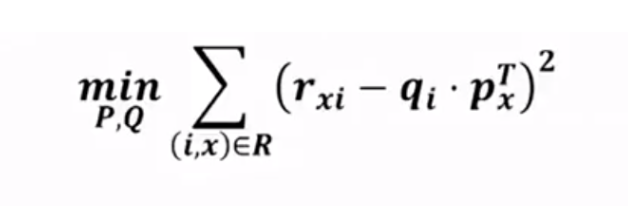 min P,Q ∑ (i,x)∈R (r_xi − q_i · p_x^T)^2